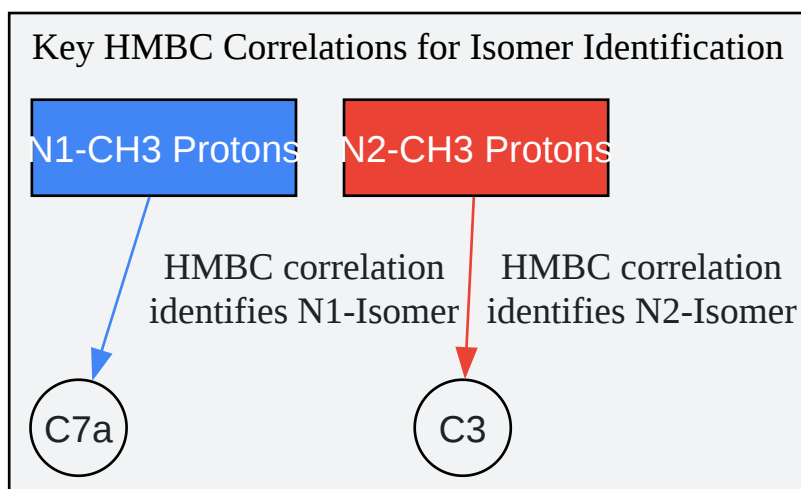 Key HMBC Correlations for Isomer Identification
N1-CH3 Protons
N2-CH3 Protons
HMBC correlation
identifies N1-Isomer
HMBC correlation
identifies N2-Isomer
C7a
C3